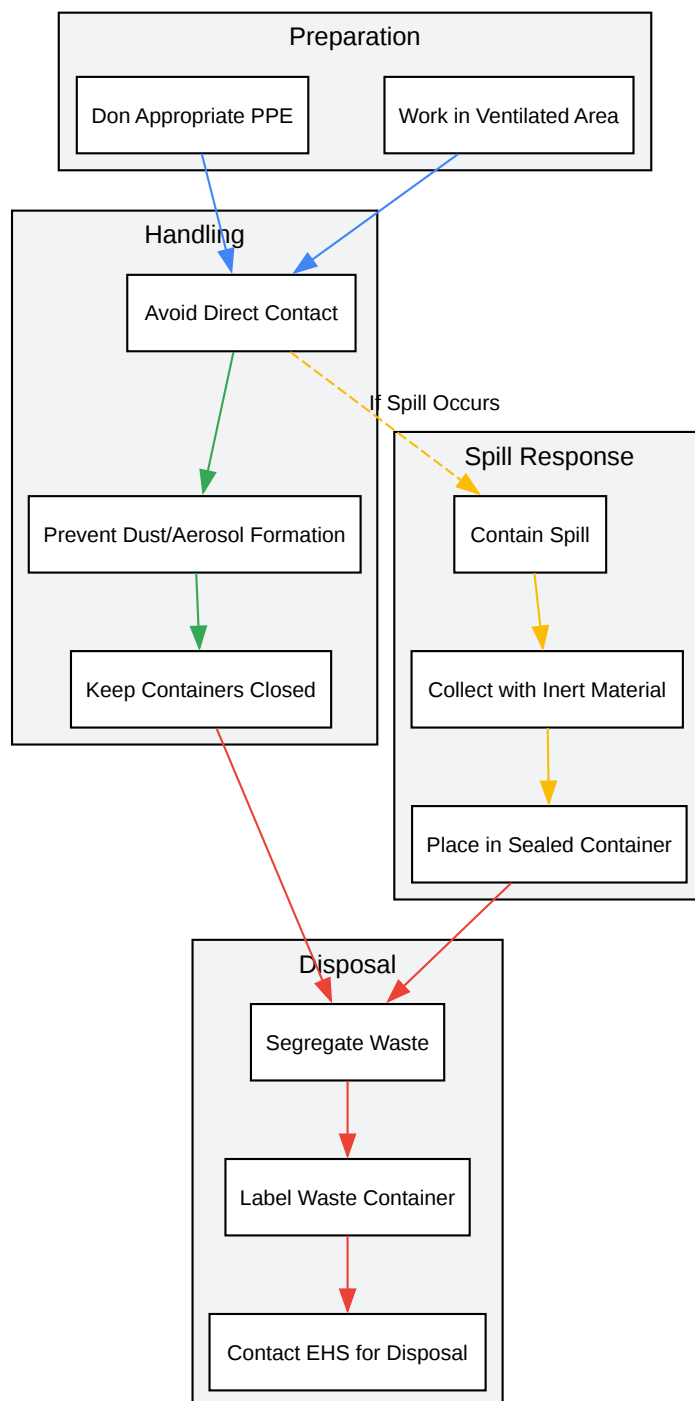 Preparation
Don Appropriate PPE
Work in Ventilated Area
Handling
Avoid Direct Contact
If Spill Occurs
Spill Response
Prevent Dust/Aerosol Formation
Contain Spill
Keep Containers Closed
Collect with Inert Material
Place in Sealed Container
Disposal
Segregate Waste
Label Waste Container
Contact EHS for Disposal